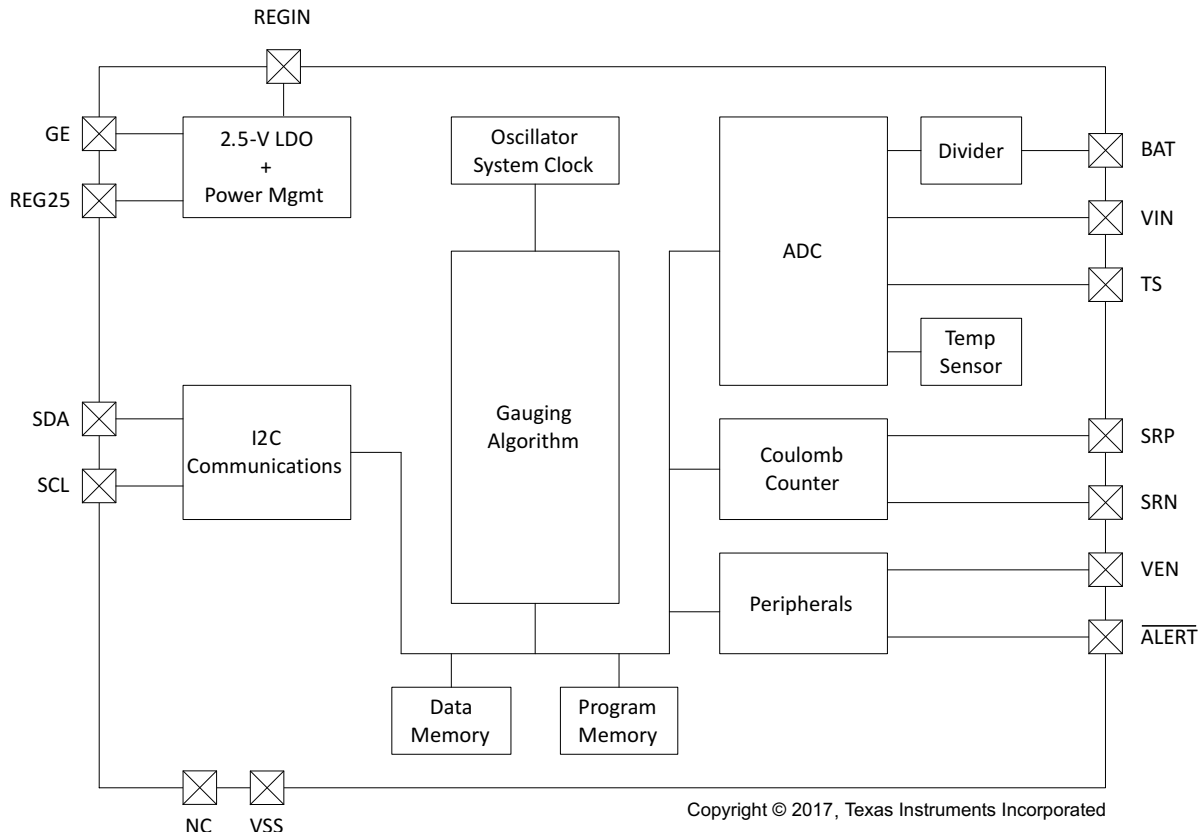 REGIN
GE
REG25
2.5-V LDO
+
Power Mgmt
Oscillator
System Clock
Divider
BAT
VIN
ADC
TS
Temp
Sensor
SDA
SCL
I2C
Communications
Gauging
Algorithm
Coulomb
Counter
SRP
SRN
Peripherals
VEN
ALERT
Data
Memory
Program
Memory
NC
VSS
Copyright © 2017, Texas Instruments Incorporated